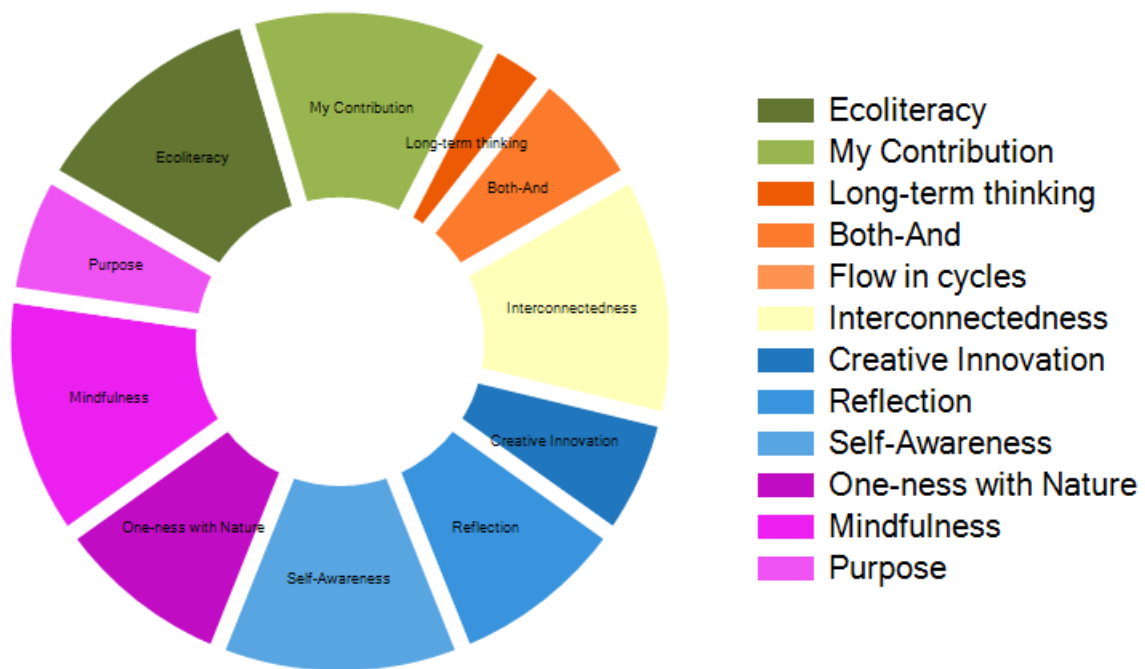 My Contribution
Long-term thinking
Ecoliteracy
Both-And
Purpose
Interconnectedness
Mindfulness
Creative Innovation
One-ness with Nature
Reflection
Self-Awareness
Ecoliteracy
My Contribution
Long-term thinking
Both-And
Flow in cycles
Interconnectedness
Creative Innovation
Reflection
Self-Awareness
One-ness with Nature
Mindfulness
Purpose